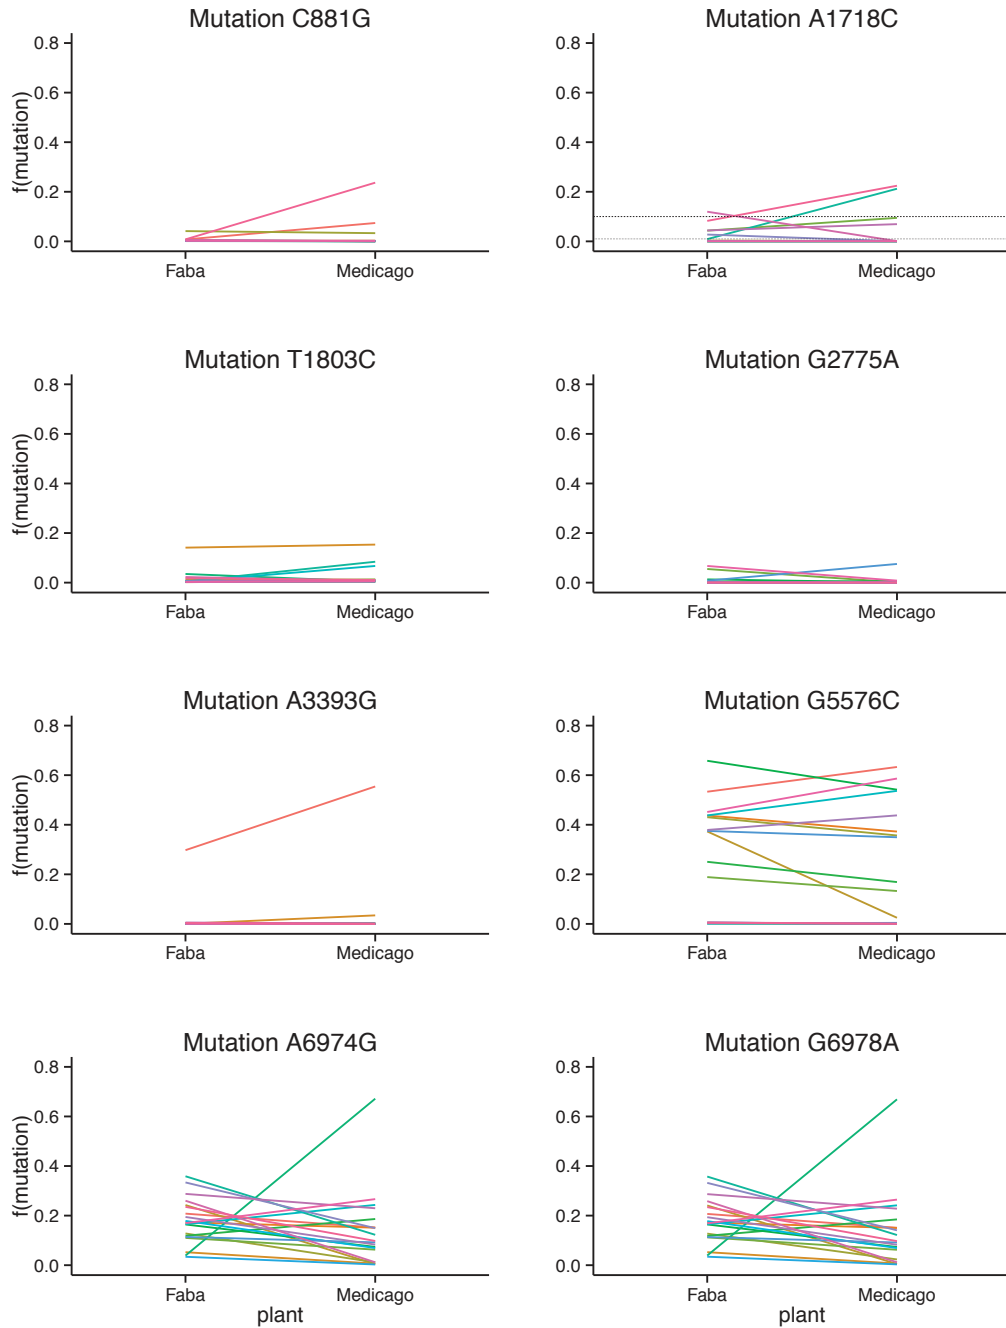 Mutation C881G
Mutation A1718C
f(mutation)
0.8
0.6
0.4
0.2
0.0
Faba
Medicago
0.8
0.6
0.4
0.2
0.0
Faba
Medicago
Mutation T1803C
Mutation G2775A
f(mutation)
0.8
0.6
0.4
0.2
0.0
Faba
Medicago
0.8
0.6
0.4
0.2
0.0
Faba
Medicago
Mutation A3393G
Mutation G5576C
f(mutation)
0.8
0.6
0.4
0.2
0.0
Faba
Medicago
0.8
0.6
0.4
0.2
0.0
Faba
Medicago
Mutation A6974G
Mutation G6978A
f(mutation)
0.8
0.6
0.4
0.2
0.0
Faba
Medicago
plant
0.8
0.6
0.4
0.2
0.0
Faba
Medicago
plant